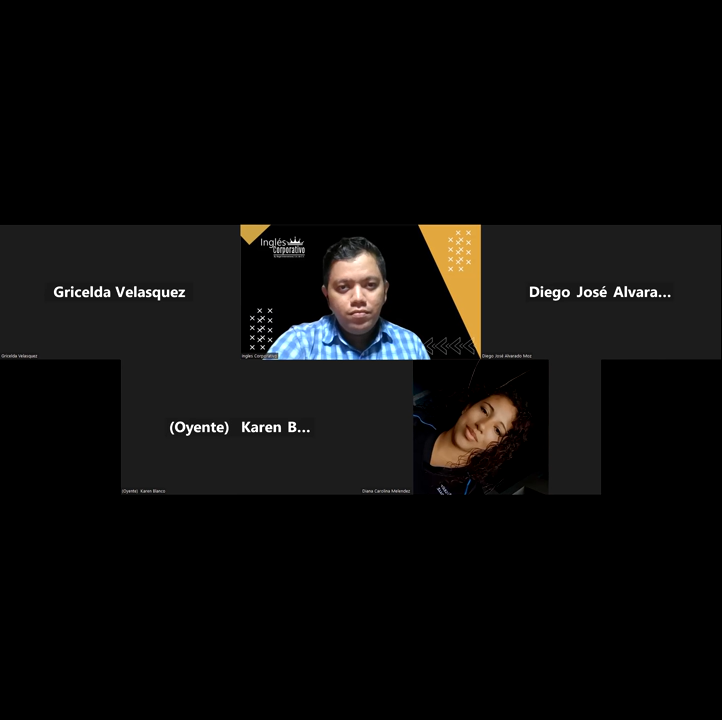 Gricelda Velasquez
Gricelda Velasquez
Inglés
Corporativo
Inglés Corporativo
Diego José Alvara...
Diego José Alvarado Moz
(Oyente) Karen B...
(Oyente) Karen Blanco
Diana Carolina Melendez